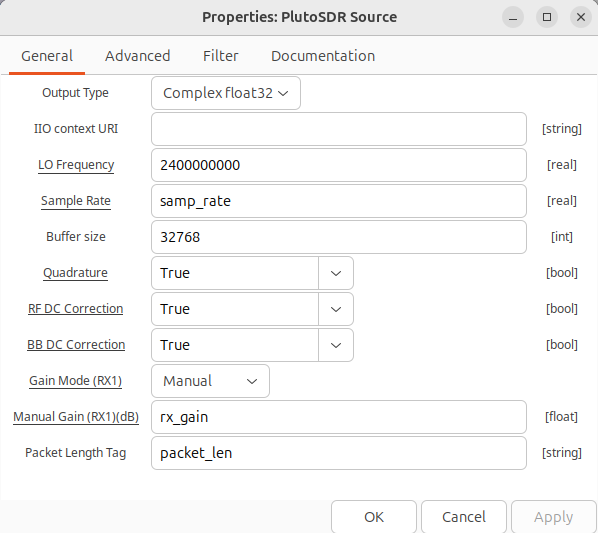 Properties: PlutoSDR Source
General Advanced Filter Documentation
Output Type Complex float32
IIO context URI [string]
LO Frequency 2400000000 [real]
Sample Rate samp_rate [real]
Buffer size 32768 [int]
Quadrature True [bool]
RF DC Correction True [bool]
BB DC Correction True [bool]
Gain Mode (RX1) Manual
Manual Gain (RX1)(dB) rx_gain [float]
Packet Length Tag packet_len [string]
OK Cancel Apply